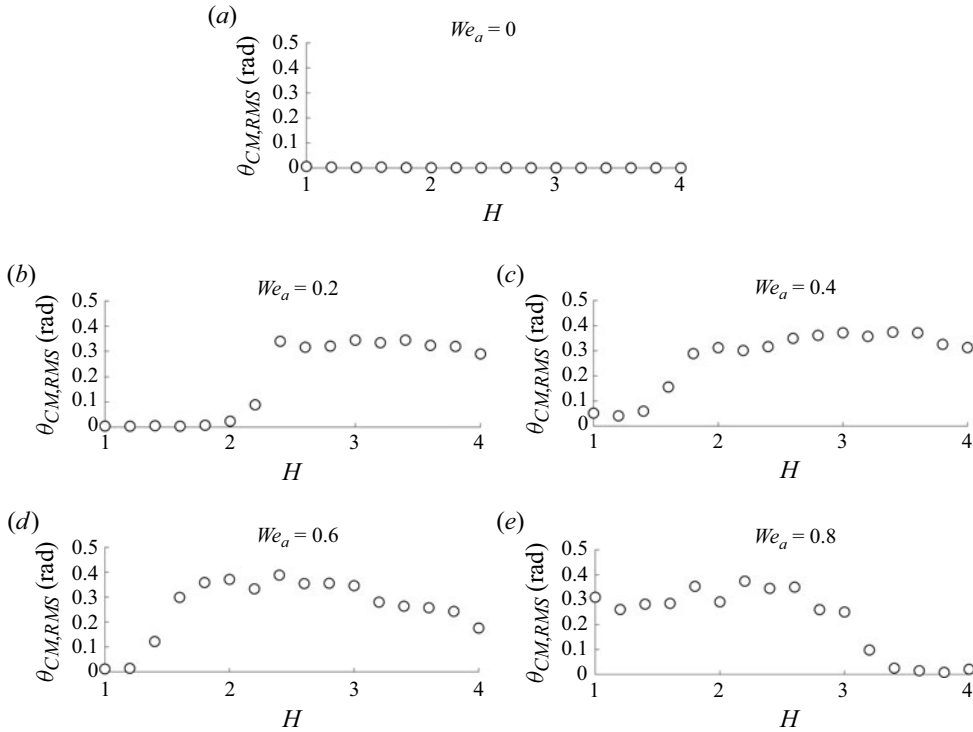 (a)
We_a = 0
0.5
0.4
0.3
0.2
0.1
0
θ_CM,RMS (rad)
1 2 3 4
H
(b)
We_a = 0.2
0.5
0.4
0.3
0.2
0.1
0
θ_CM,RMS (rad)
1 2 3 4
H
(c)
We_a = 0.4
0.5
0.4
0.3
0.2
0.1
0
θ_CM,RMS (rad)
1 2 3 4
H
(d)
We_a = 0.6
0.5
0.4
0.3
0.2
0.1
0
θ_CM,RMS (rad)
1 2 3 4
H
(e)
We_a = 0.8
0.5
0.4
0.3
0.2
0.1
0
θ_CM,RMS (rad)
1 2 3 4
H